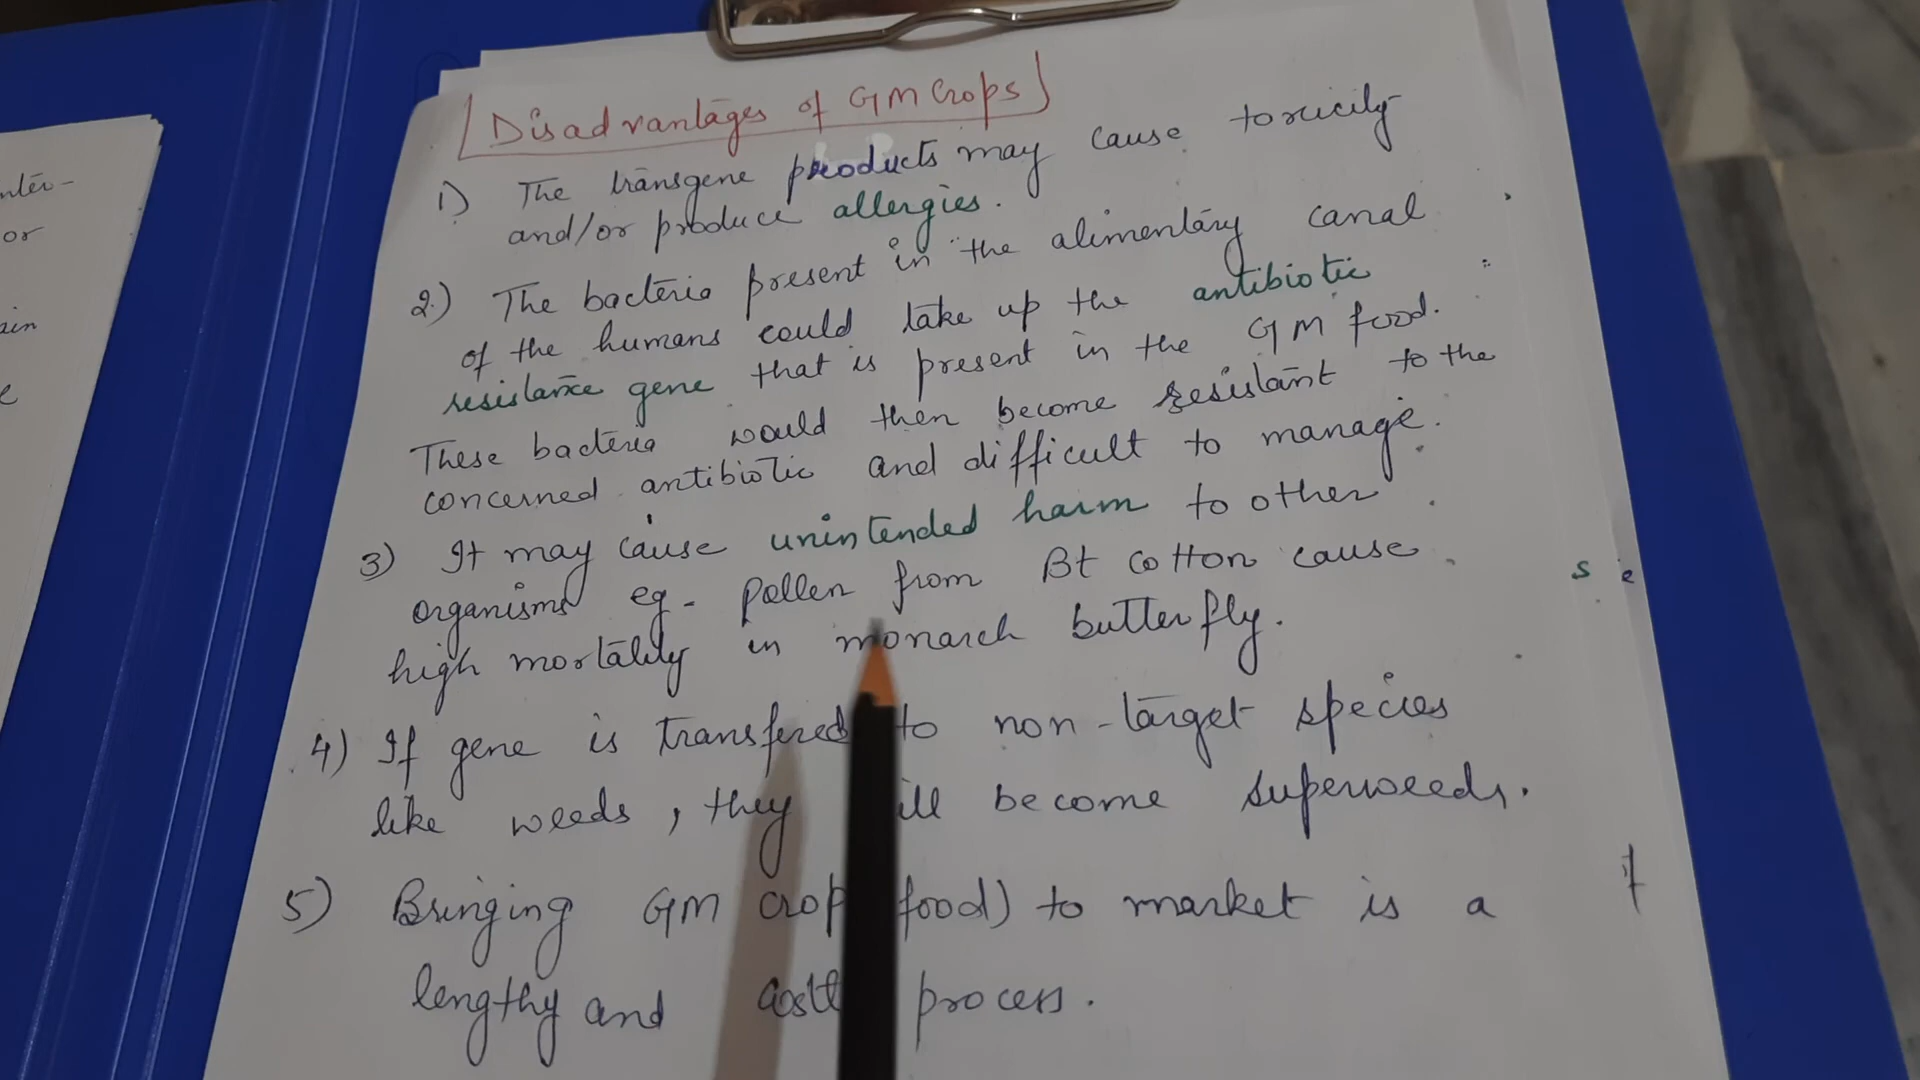 Disadvantages of GM Crops
1) The transgene products may cause toxicity
and/or produce allergies.
2.) The bacteria present in the alimentary canal
of the humans could take up the antibiotic
resistance gene that is present in the GM food.
These bacteria would then become resistant to the
concerned antibiotic and difficult to manage.
3) It may cause unintended harm to other
organisms eg- pollen from Bt cotton cause
high mortality in monarch butterfly.
4) If gene is transfered to non-target species
like weeds, they ill become superweeds.
5) Bringing GM crop food) to market is a
lengthy and process.
or